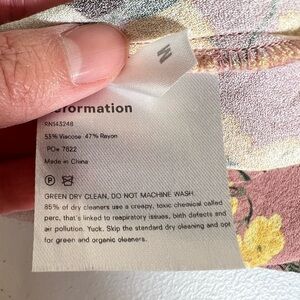 M
formation
RN143248
53% Viscose 47% Rayon
PO# 7622
Made in China
P
GREEN DRY CLEAN, DO NOT MACHINE WASH.
85% of dry cleaners use a creepy, toxic chemical called
perc, that's linked to respiratory issues, birth defects and
air pollution. Yuck. Skip the standard dry cleaning and opt
for green and organic cleaners.